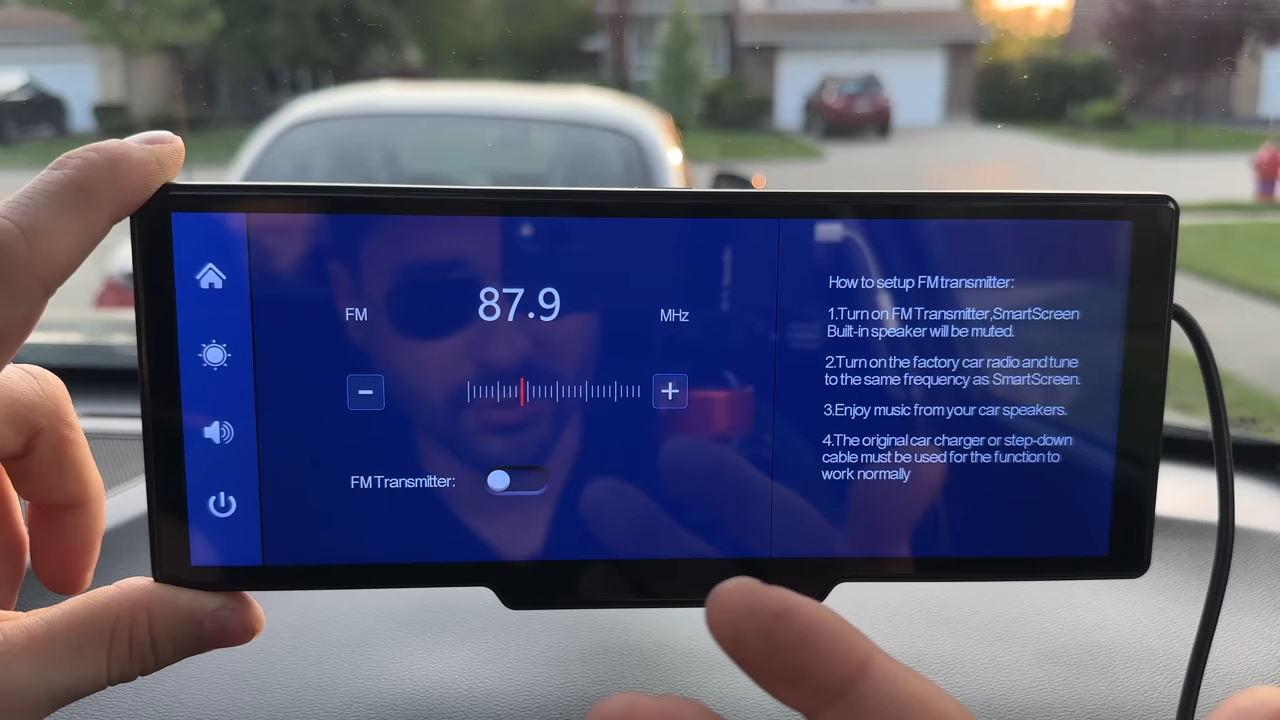 FM 87.9 MHz
- +
FM Transmitter:
How to setup FM transmitter:
1.Turn on FM Transmitter,SmartScreen
Built-in speaker will be muted.
2.Turn on the factory car radio and tune
to the same frequency as SmartScreen.
3.Enjoy music from your car speakers.
4.The original car charger or step-down
cable must be used for the function to
work normally